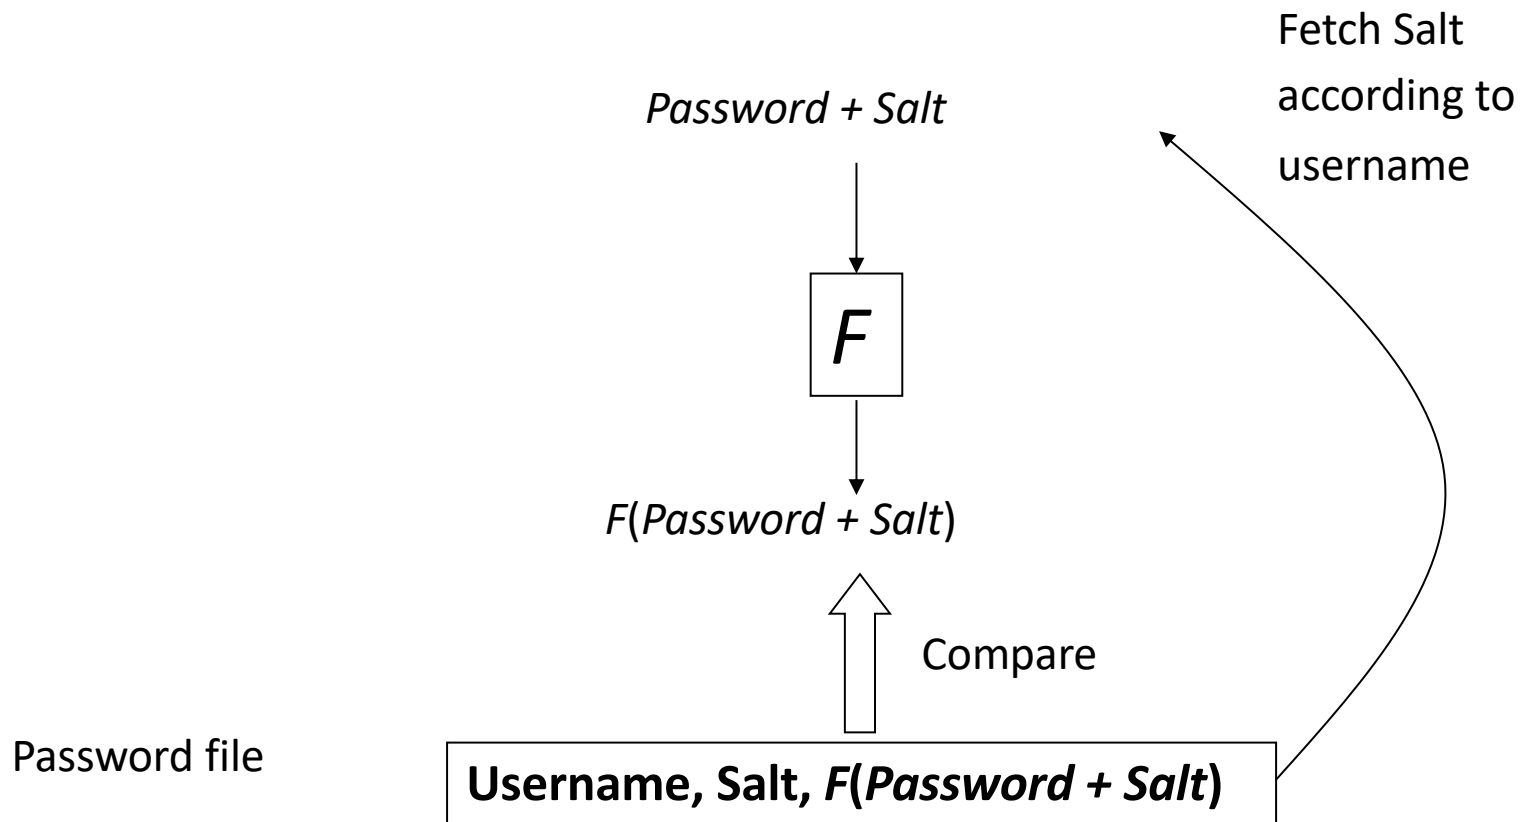 Fetch Salt
according to
username
Password + Salt
F
F(Password + Salt)
Compare
Password file
Username, Salt, F(Password + Salt)